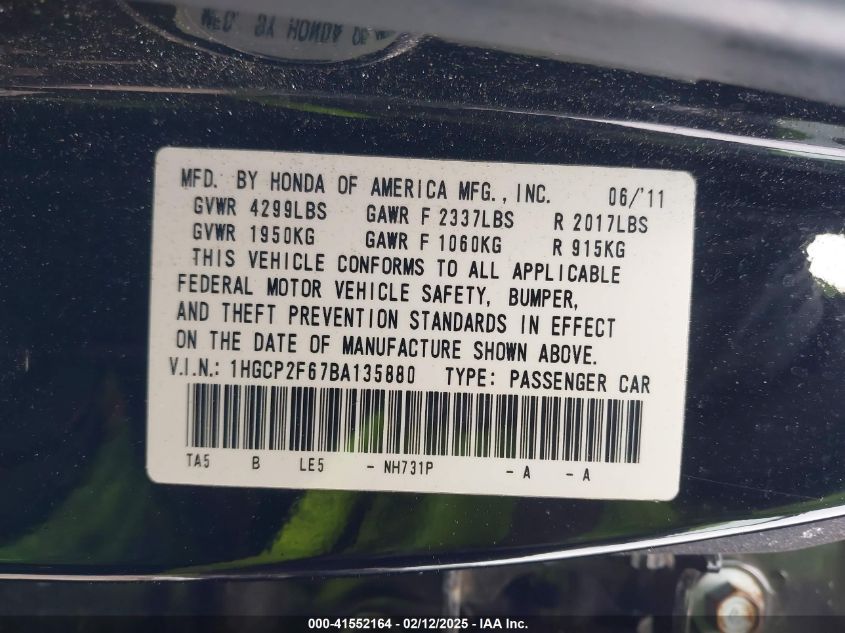 MFD. BY HONDA OF AMERICA MFG., INC. 06/'11
GVWR 4299LBS GAWR F 2337LBS R 2017LBS
GVWR 1950KG GAWR F 1060KG R 915KG
THIS VEHICLE CONFORMS TO ALL APPLICABLE
FEDERAL MOTOR VEHICLE SAFETY, BUMPER,
AND THEFT PREVENTION STANDARDS IN EFFECT
ON THE DATE OF MANUFACTURE SHOWN ABOVE.
V.I.N.: 1HGCP2F67BA135880 TYPE: PASSENGER CAR
TA5 B LE5 - NH731P - A - A
000-41552164 - 02/12/2025 - IAA Inc.